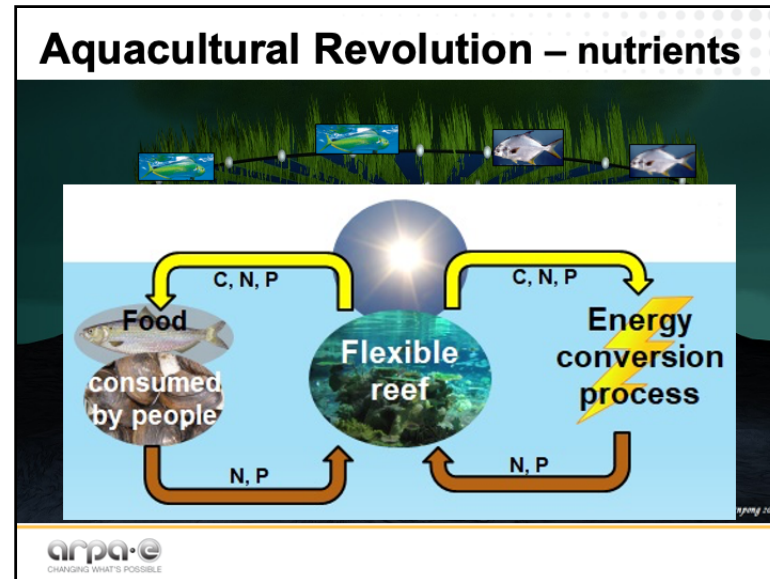 Aquacultural Revolution – nutrients
C, N, P
C, N, P
Food
consumed
by people
Flexible
reef
Energy
conversion
process
N, P
N, P
arpa·e
CHANGING WHAT'S POSSIBLE